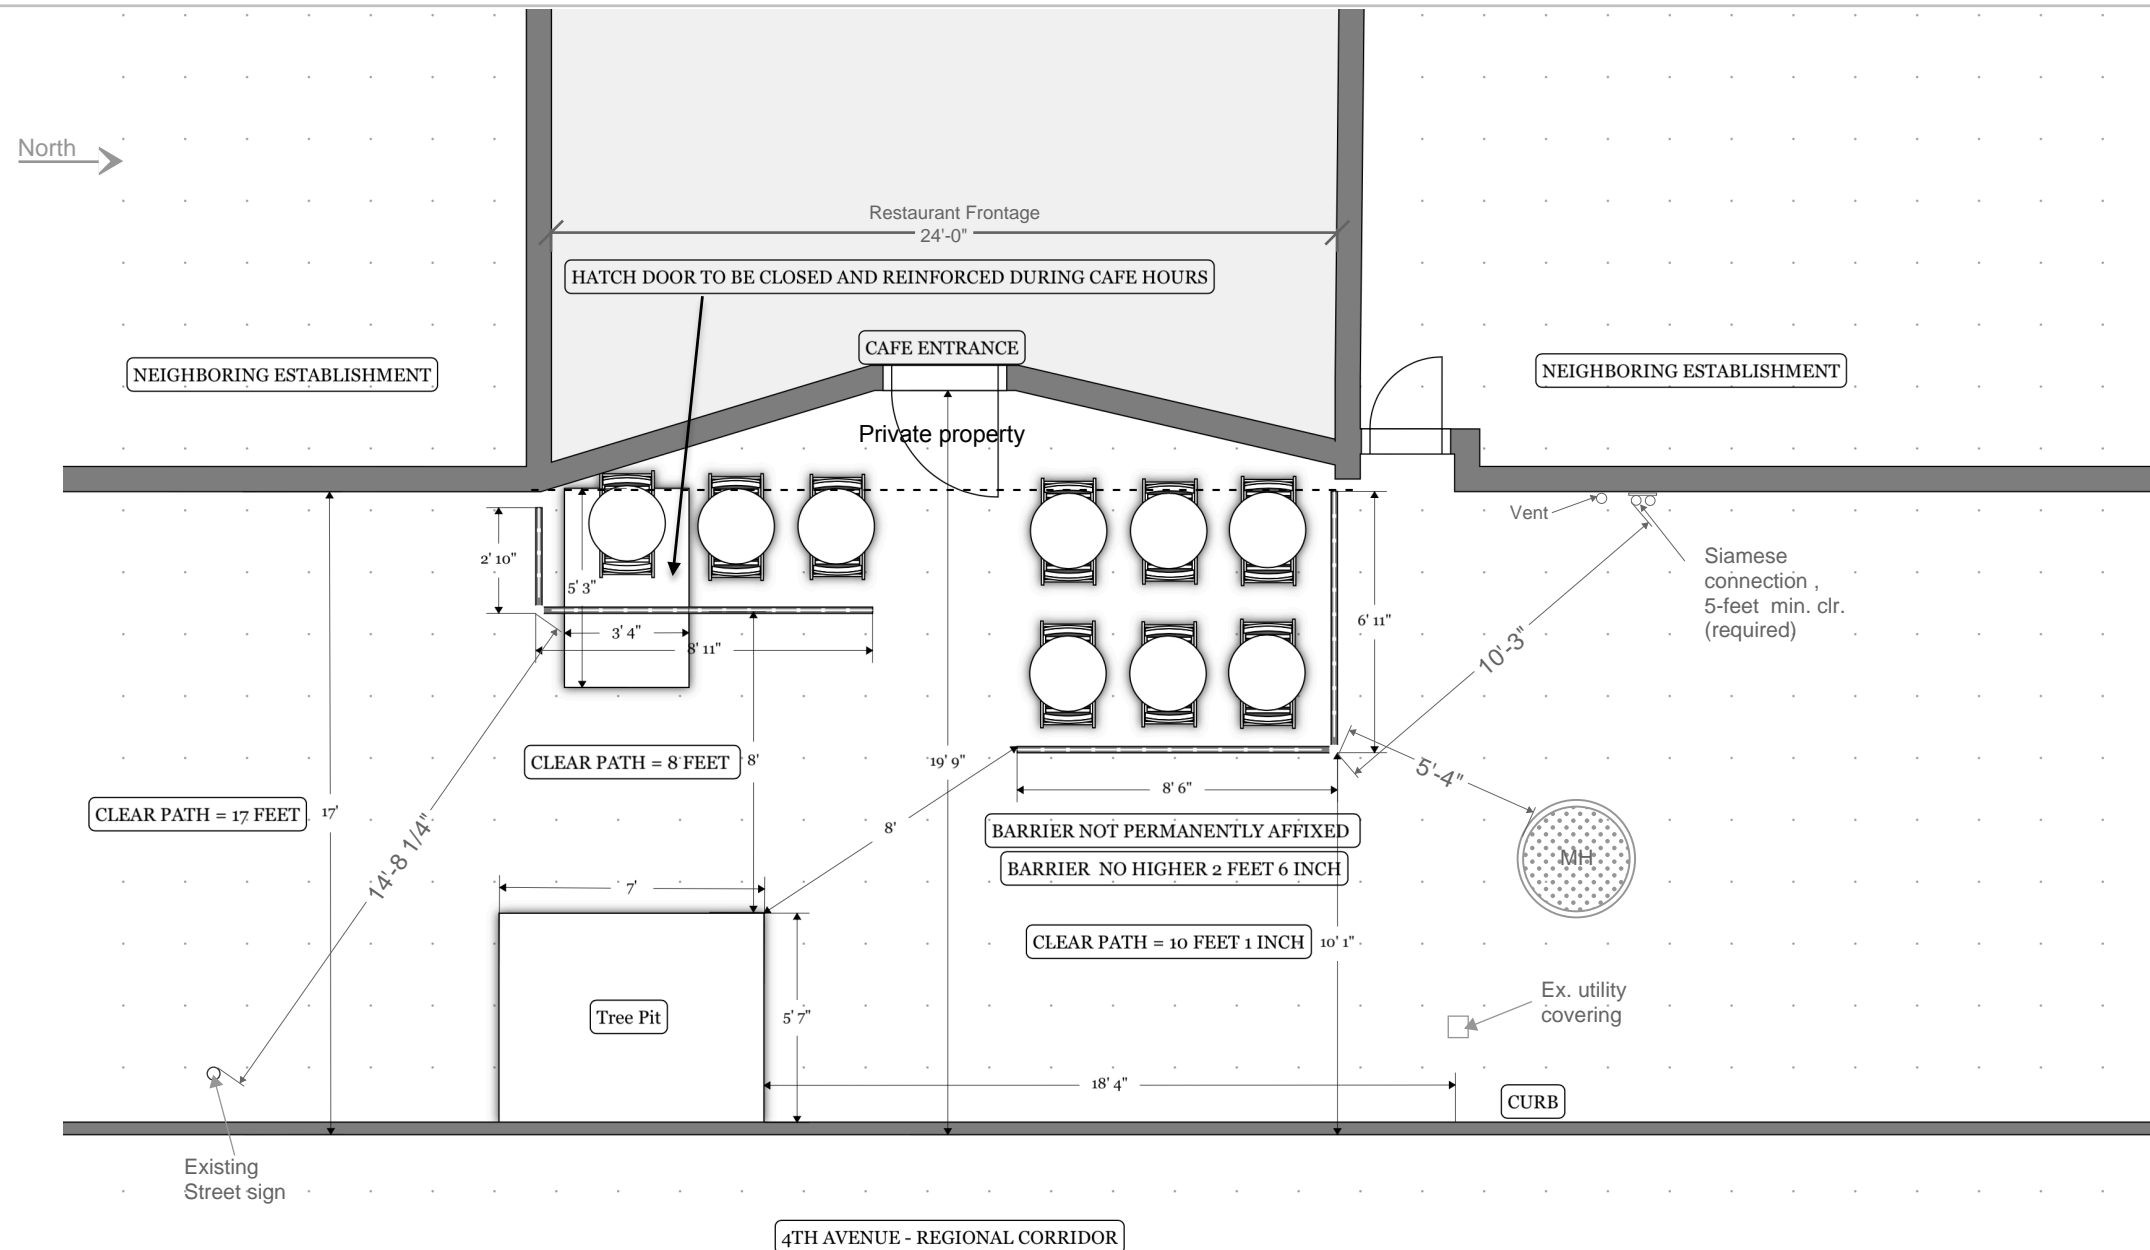 North
Restaurant Frontage
24'-0"
HATCH DOOR TO BE CLOSED AND REINFORCED DURING CAFE HOURS
CAFE ENTRANCE
NEIGHBORING ESTABLISHMENT
NEIGHBORING ESTABLISHMENT
Private property
Vent
2' 10"
5' 3"
Siamese
connection ,
5-feet min. clr.
(required)
6' 11"
3' 4"
8' 11"
10'-3"
CLEAR PATH = 8 FEET
8'
19' 9"
5'-4"
8' 6"
CLEAR PATH = 17 FEET
17'
14'-8 1/4"
8'
BARRIER NOT PERMANENTLY AFFIXED
BARRIER NO HIGHER 2 FEET 6 INCH
MH
7'
CLEAR PATH = 10 FEET 1 INCH
10' 1"
Tree Pit
5' 7"
Ex. utility
covering
18' 4"
CURB
Existing
Street sign
4TH AVENUE - REGIONAL CORRIDOR